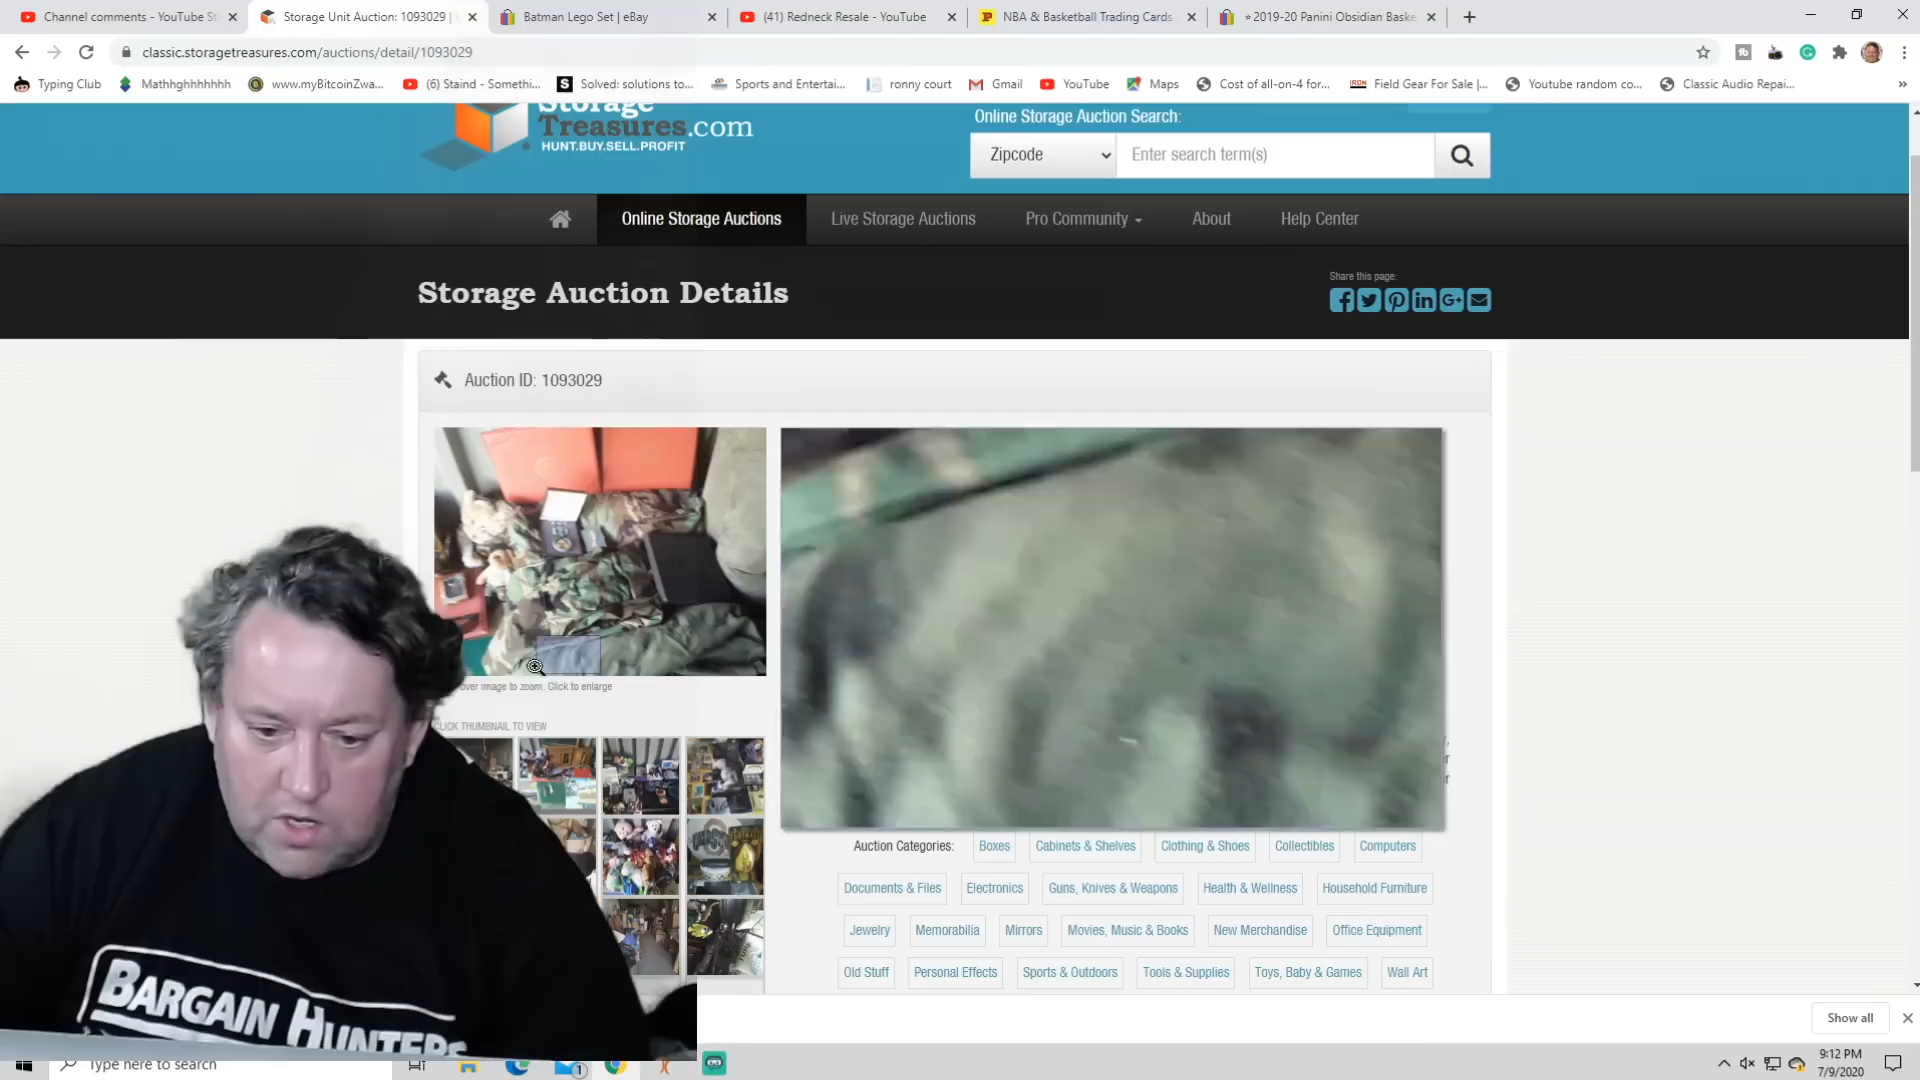 Channel comments - YouTube St
Storage Unit Auction: 1093029 |
Batman Lego Set | eBay
(41) Redneck Resale - YouTube
NBA & Basketball Trading Cards
⭐2019-20 Panini Obsidian Baske
classic.storagetreasures.com/auctions/detail/1093029
Typing Club
Mathhghhhhhhh
www.myBitcoinZwa...
(6) Staind - Somethi...
Solved: solutions to...
Sports and Entertai...
ronny court
Gmail
YouTube
Maps
Cost of all-on-4 for...
Field Gear For Sale |...
Youtube random co...
Classic Audio Repai...
Storage
Treasures.com
HUNT.BUY.SELL.PROFIT
Online Storage Auction Search:
Zipcode
Enter search term(s)
Online Storage Auctions
Live Storage Auctions
Pro Community
About
Help Center
Storage Auction Details
Share this page:
Auction ID: 1093029
over image to zoom. Click to enlarge
CLICK THUMBNAIL TO VIEW
Auction Categories:
Boxes
Cabinets & Shelves
Clothing & Shoes
Collectibles
Computers
Documents & Files
Electronics
Guns, Knives & Weapons
Health & Wellness
Household Furniture
Jewelry
Memorabilia
Mirrors
Movies, Music & Books
New Merchandise
Office Equipment
Old Stuff
Personal Effects
Sports & Outdoors
Tools & Supplies
Toys, Baby & Games
Wall Art
BARGAIN HUNTERS
Show all
Type here to search
1
9:12 PM
7/9/2020